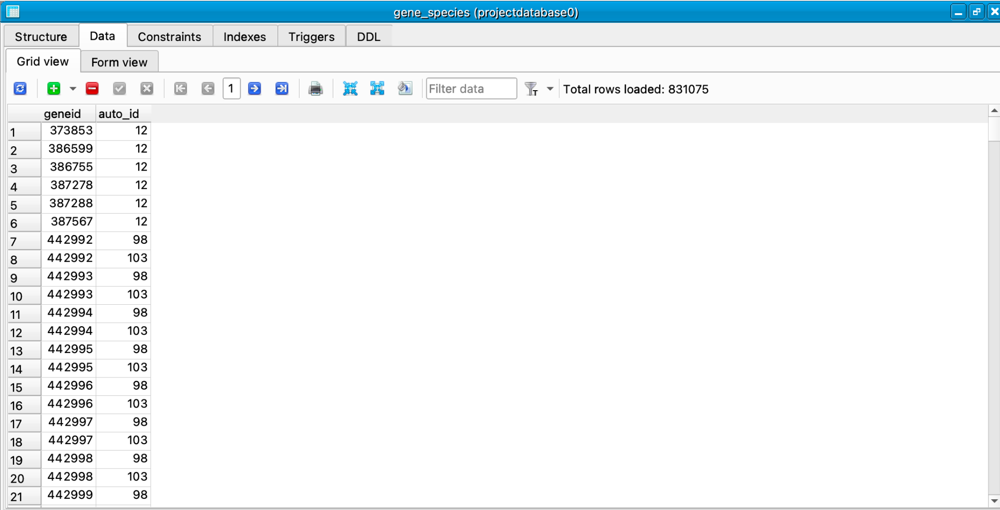 gene_species (projectdatabase0)
Structure Data Constraints Indexes Triggers DDL
Grid view Form view
1 Filter data T Total rows loaded: 831075
geneid auto_id
1 373853 12
2 386599 12
3 386755 12
4 387278 12
5 387288 12
6 387567 12
7 442992 98
8 442992 103
9 442993 98
10 442993 103
11 442994 98
12 442994 103
13 442995 98
14 442995 103
15 442996 98
16 442996 103
17 442997 98
18 442997 103
19 442998 98
20 442998 103
21 442999 98